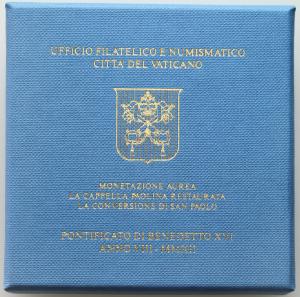 UFFICIO FILATELICO E NUMISMATICO
CITTÀ DEL VATICANO
MONETAZIONE AUREA
LA CAPPELLA PAOLINA RESTAURATA
LA CONVERSIONE DI SAN PAOLO
PONTIFICATO DI BENEDETTO XVI
ANNO VIII - MMXII